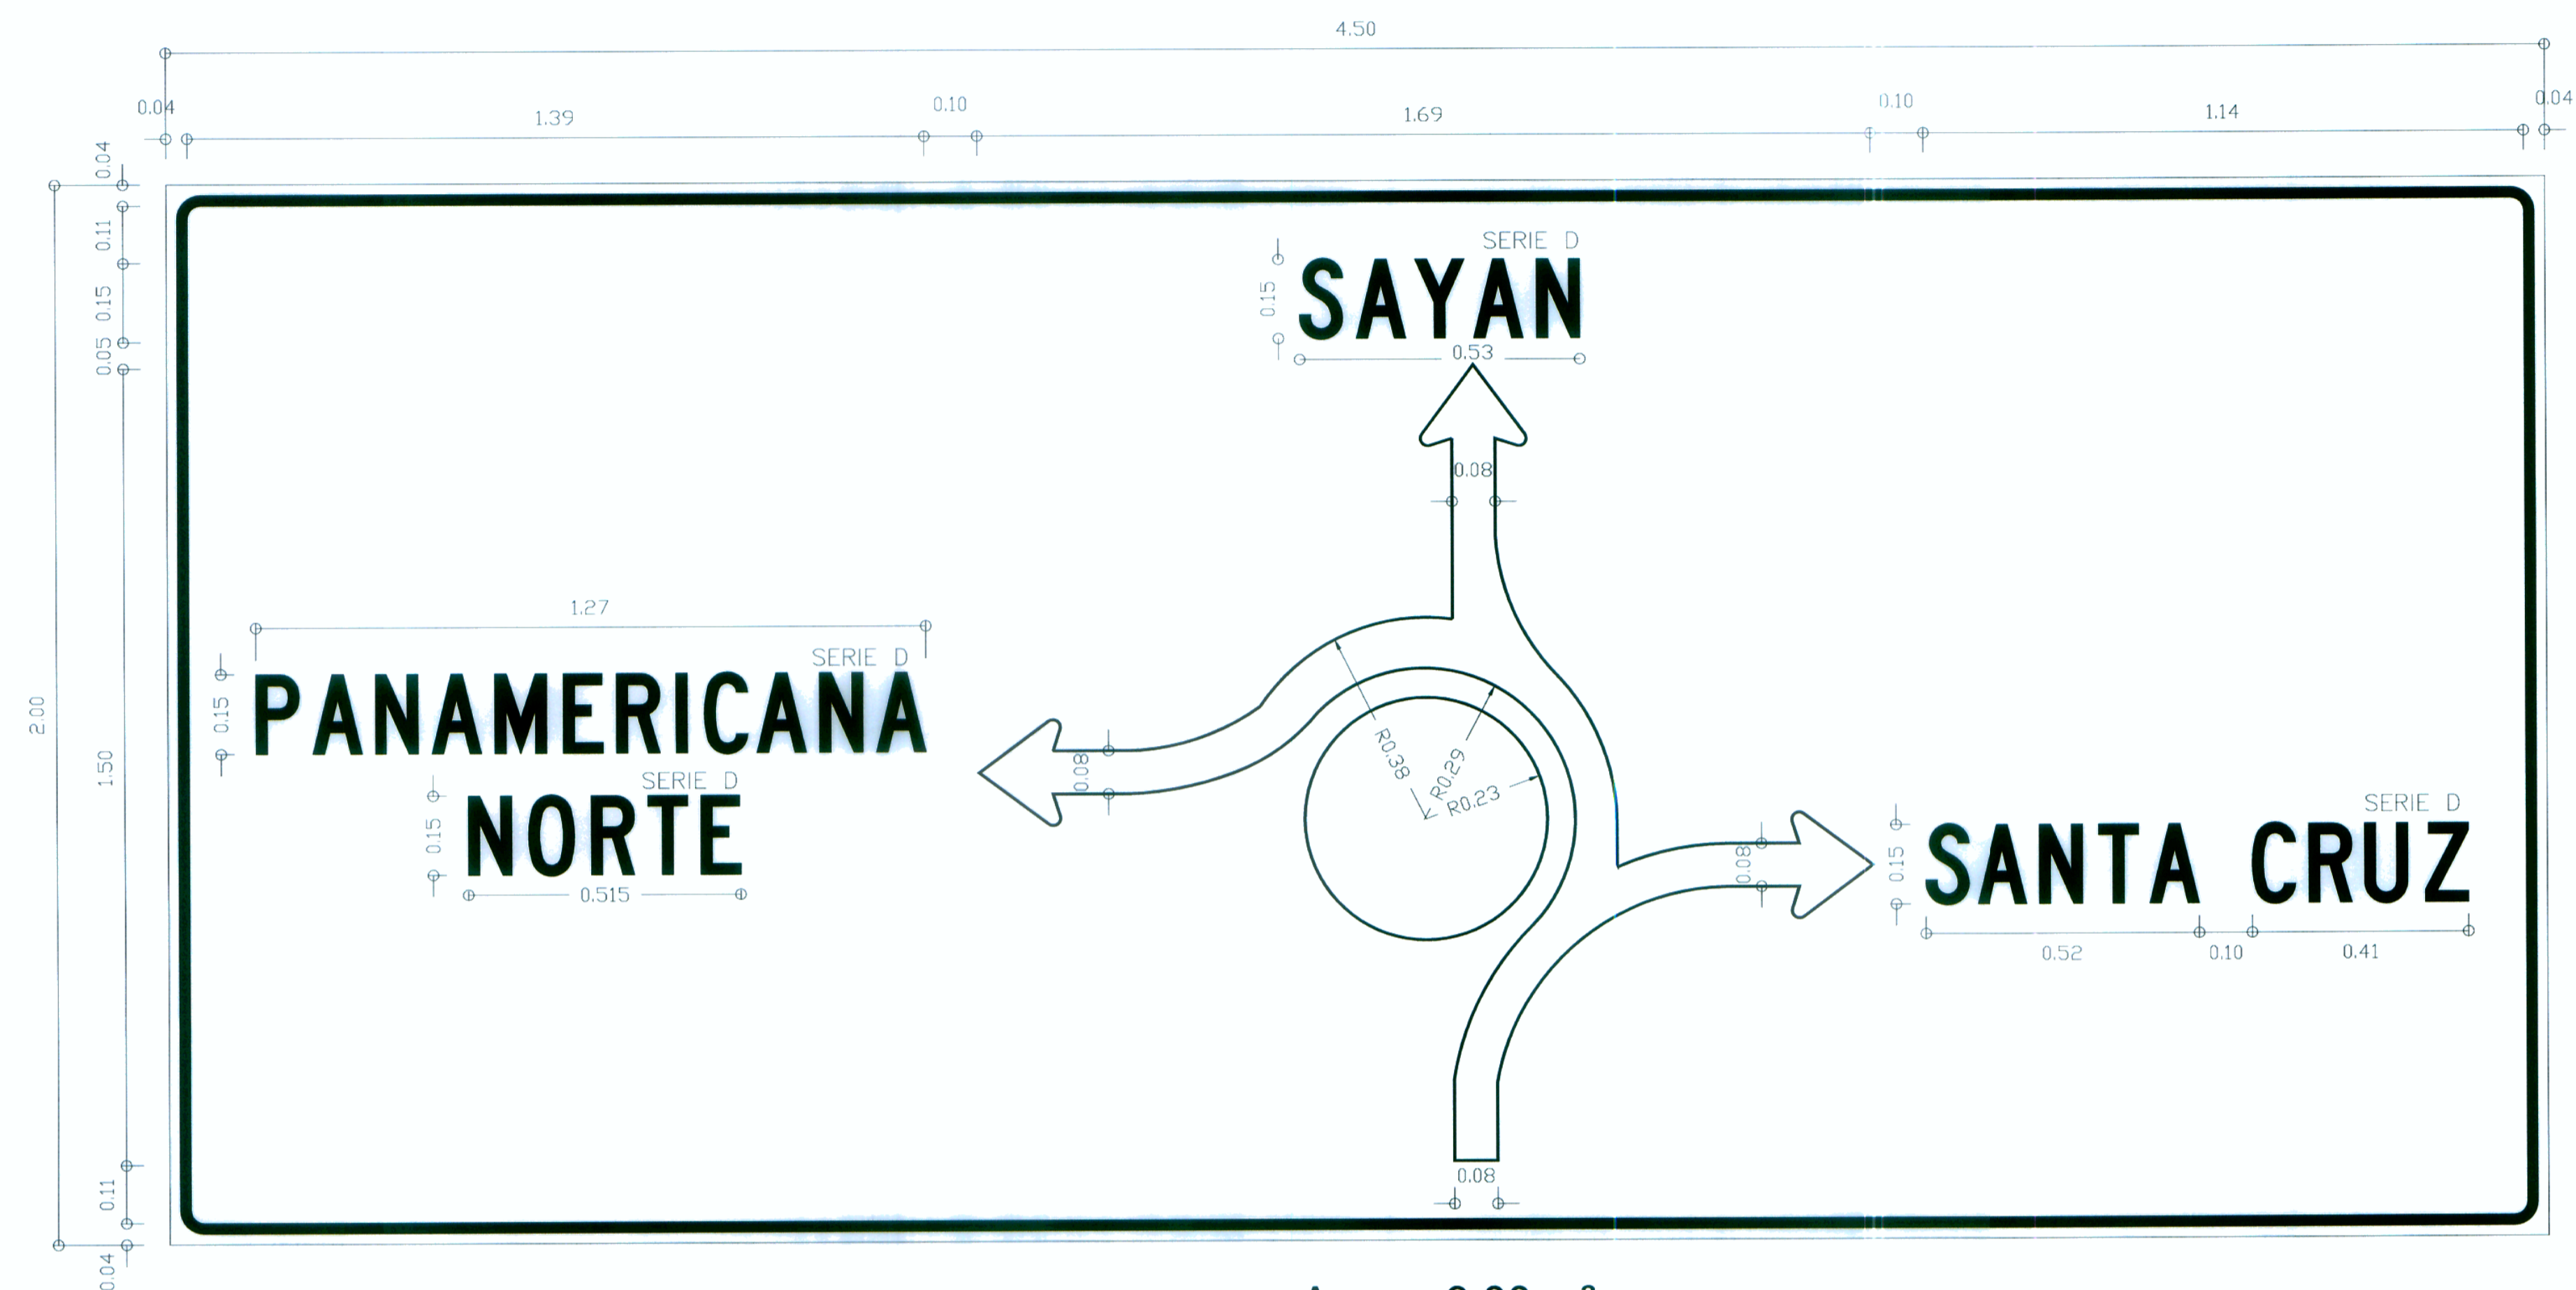 4.50
0.04 1.39 0.10 1.69 0.10 1.14 0.04
0.04
0.11
0.15
0.05
1.50
0.11
0.04
2.00
SERIE D
0.15 SAYAN
0.53
0.08
1.27
SERIE D
0.15 PANAMERICANA
SERIE D
0.15 NORTE
0.515
0.08
R0.38
R0.29
R0.23
0.08
SERIE D
0.15 SANTA CRUZ
0.52 0.10 0.41
0.08